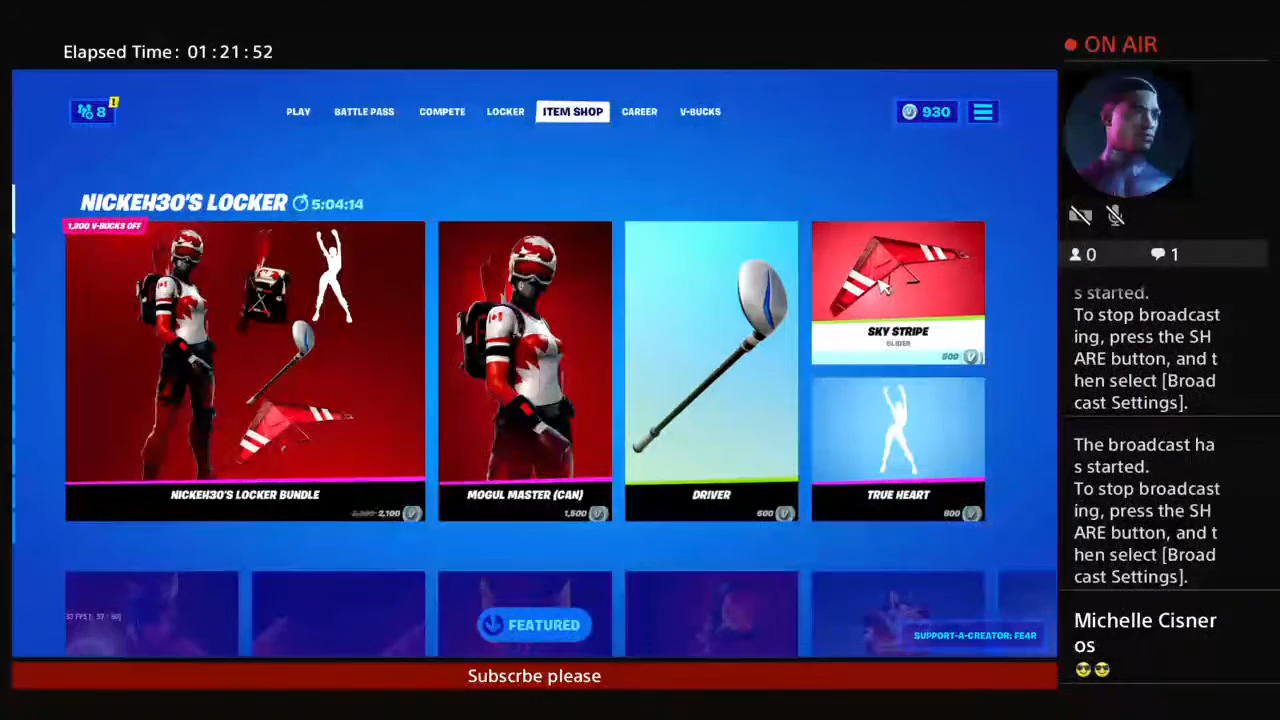 Elapsed Time: 01:21:52
ON AIR
8
PLAY
BATTLE PASS
COMPETE
LOCKER
ITEM SHOP
CAREER
V-BUCKS
930
NICKEH30'S LOCKER 5:04:14
1,200 V-BUCKS OFF
NICKEH30'S LOCKER BUNDLE
2,100
MOGUL MASTER (CAN)
1,500
DRIVER
SKY STRIPE
GLIDER
500
TRUE HEART
800
FEATURED
SUPPORT-A-CREATOR: FE4R
Subscrbe please
0
1
s started.
To stop broadcast
ing, press the SH
ARE button, and t
hen select [Broad
cast Settings].
The broadcast ha
s started.
To stop broadcast
ing, press the SH
ARE button, and t
hen select [Broad
cast Settings].
Michelle Cisner
os